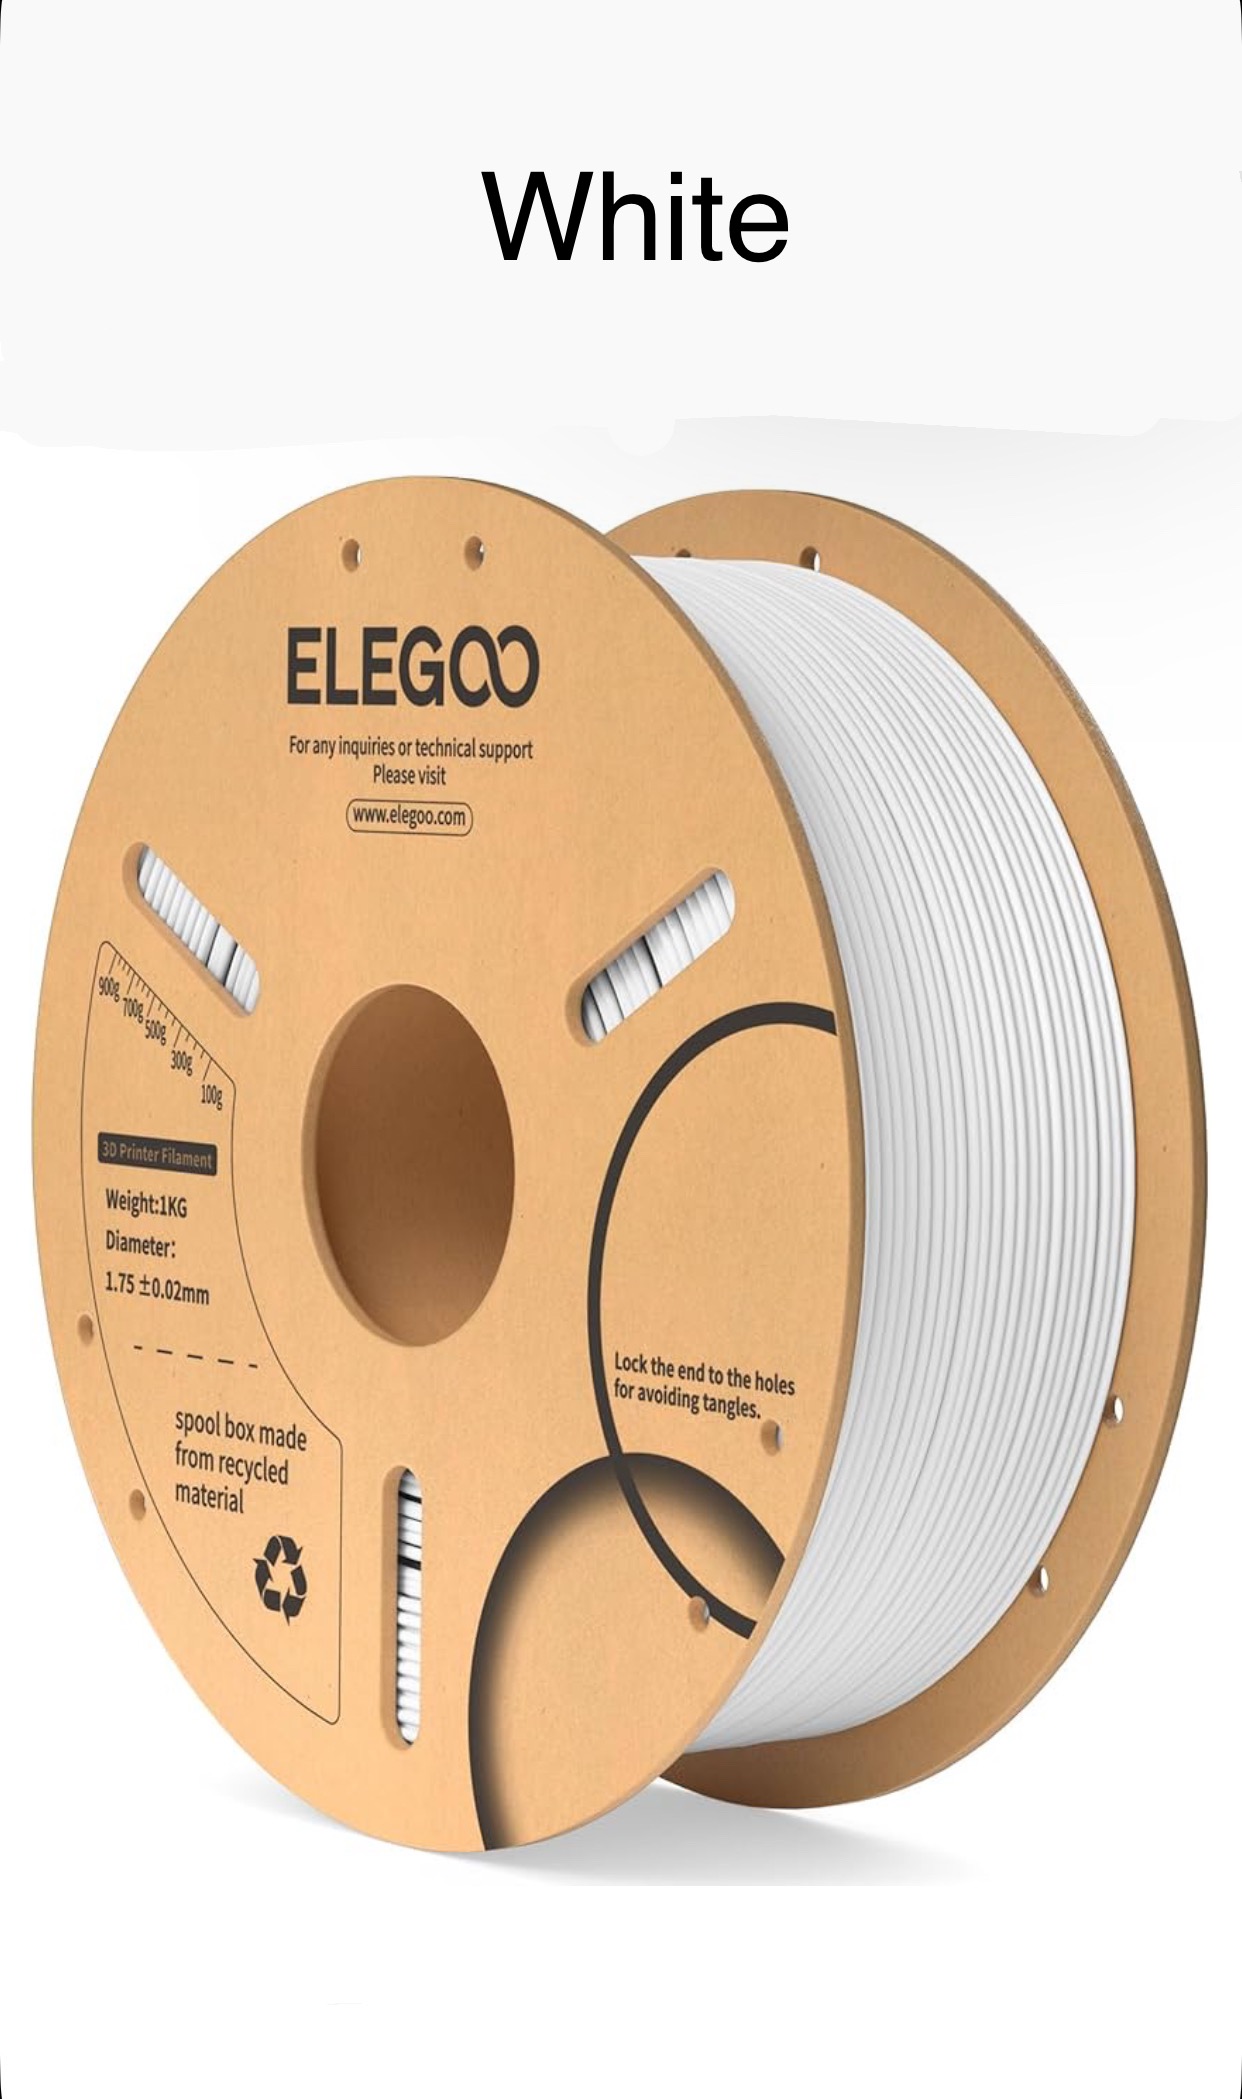 White
ELEGOO
For any inquiries or technical support
Please visit
www.elegoo.com
900g
700g
500g
300g
100g
3D Printer Filament
Weight:1KG
Diameter:
1.75 ±0.02mm
spool box made
from recycled
material
Lock the end to the holes
for avoiding tangles.